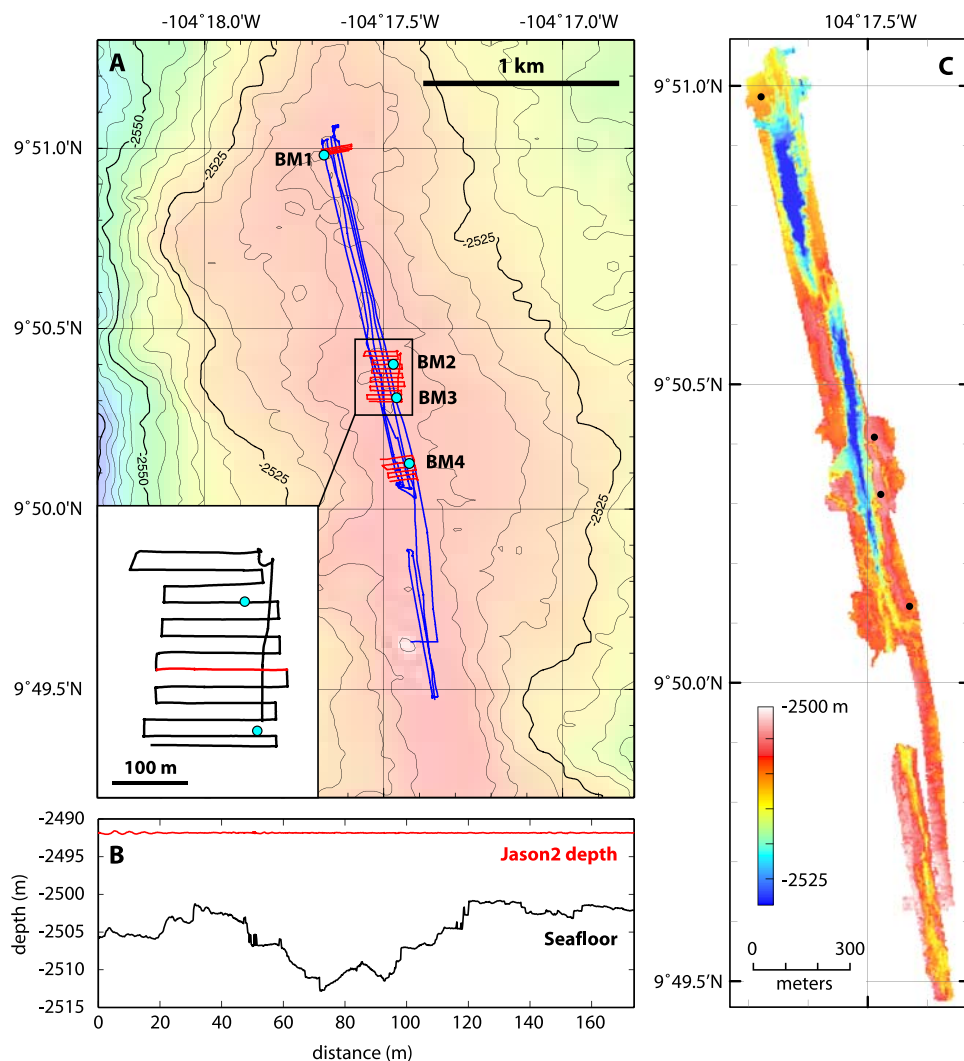 -104˚18.0' -104˚17.5' -104˚17.0'
A
1 km
9˚51.0'N
9˚50.5'N
9˚50.0'N
9˚49.5'N
-2550
-2525
-2525
-2550
-2525
-2525
BM1
BM2
BM3
BM4
100 m
B
-2490
-2495
-2500
-2505
-2510
-2515
depth (m)
Jason2 depth
Seafloor
0 20 40 60 80 100 120 140 160
distance (m)
104˚17.5'W
C
9˚51.0'N
9˚50.5'N
9˚50.0'N
9˚49.5'N
-2500 m
-2525
0 300
meters